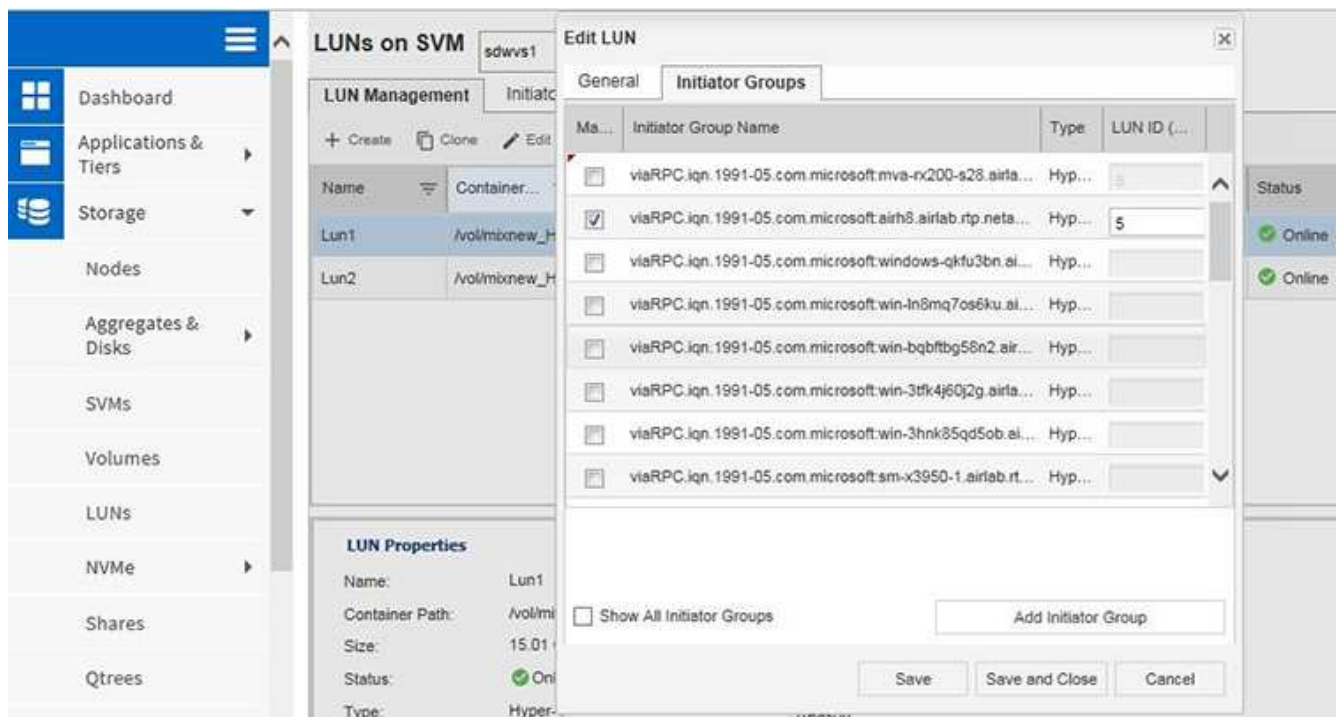 Dashboard
Applications &
Tiers
Storage
Nodes
Aggregates &
Disks
SVMs
Volumes
LUNs
NVMe
Shares
Qtrees
LUNs on SVM sdwvs1
LUN Management Initiato
+ Create Clone Edit
Name Container...
Lun1 /vol/mixnew_H
Lun2 /vol/mixnew_H
Status
Online
Online
LUN Properties
Name: Lun1
Container Path: /vol/mi
Size: 15.01
Status: Onl
Type: Hyper-
Edit LUN
General Initiator Groups
Ma... Initiator Group Name Type LUN ID (...
viaRPC.iqn.1991-05.com.microsoft:mva-rx200-s28.airla... Hyp...
viaRPC.iqn.1991-05.com.microsoft:airh8.airlab.rtp.neta... Hyp... 5
viaRPC.iqn.1991-05.com.microsoft:windows-qkfu3bn.ai... Hyp...
viaRPC.iqn.1991-05.com.microsoft:win-ln8mq7os6ku.ai... Hyp...
viaRPC.iqn.1991-05.com.microsoft:win-bqbftbg58n2.air... Hyp...
viaRPC.iqn.1991-05.com.microsoft:win-3tfk4j60j2g.airla... Hyp...
viaRPC.iqn.1991-05.com.microsoft:win-3hnk85qd5ob.ai... Hyp...
viaRPC.iqn.1991-05.com.microsoft:sm-x3950-1.airlab.rt... Hyp...
Show All Initiator Groups Add Initiator Group
Save Save and Close Cancel